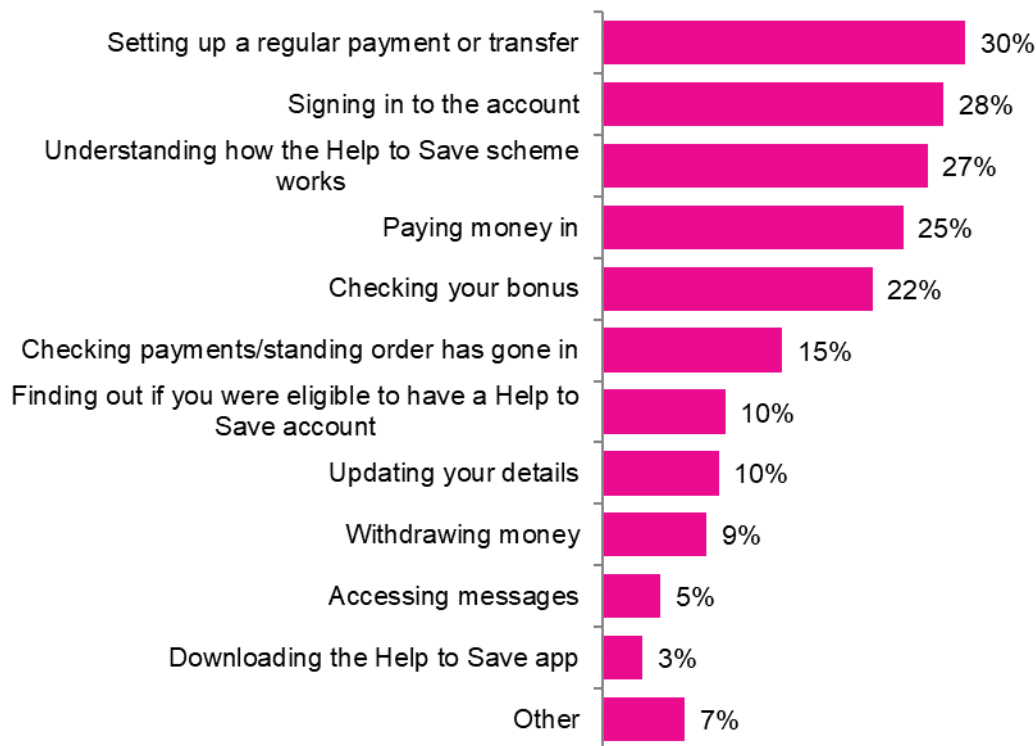 Setting up a regular payment or transfer 30%
Signing in to the account 28%
Understanding how the Help to Save scheme
works 27%
Paying money in 25%
Checking your bonus 22%
Checking payments/standing order has gone in 15%
Finding out if you were eligible to have a Help to
Save account 10%
Updating your details 10%
Withdrawing money 9%
Accessing messages 5%
Downloading the Help to Save app 3%
Other 7%